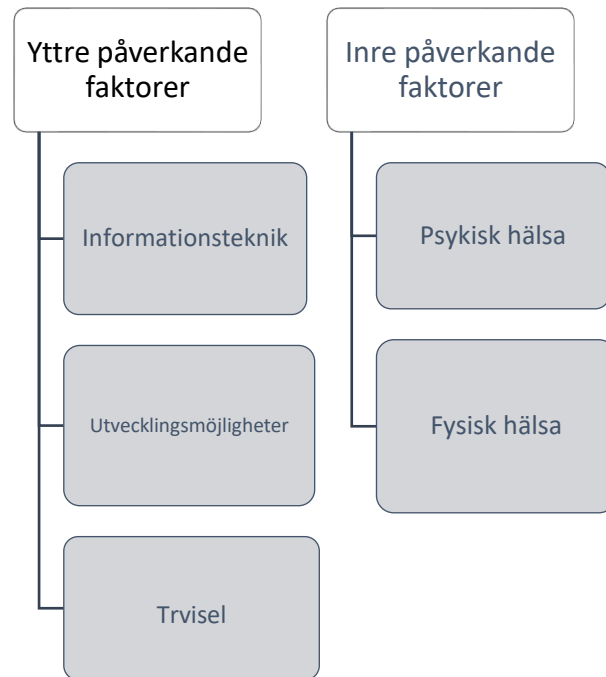 Yttre påverkande
faktorer
Informationsteknik
Utvecklingsmöjligheter
Trvisel
Inre påverkande
faktorer
Psykisk hälsa
Fysisk hälsa